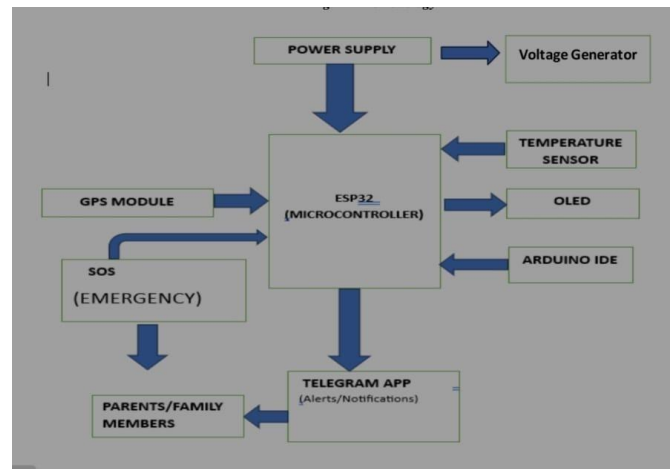 POWER SUPPLY
Voltage Generator
TEMPERATURE
SENSOR
ESP32
(MICROCONTROLLER)
GPS MODULE
OLED
SOS
(EMERGENCY)
ARDUINO IDE
TELEGRAM APP
(Alerts/Notifications)
PARENTS/FAMILY
MEMBERS